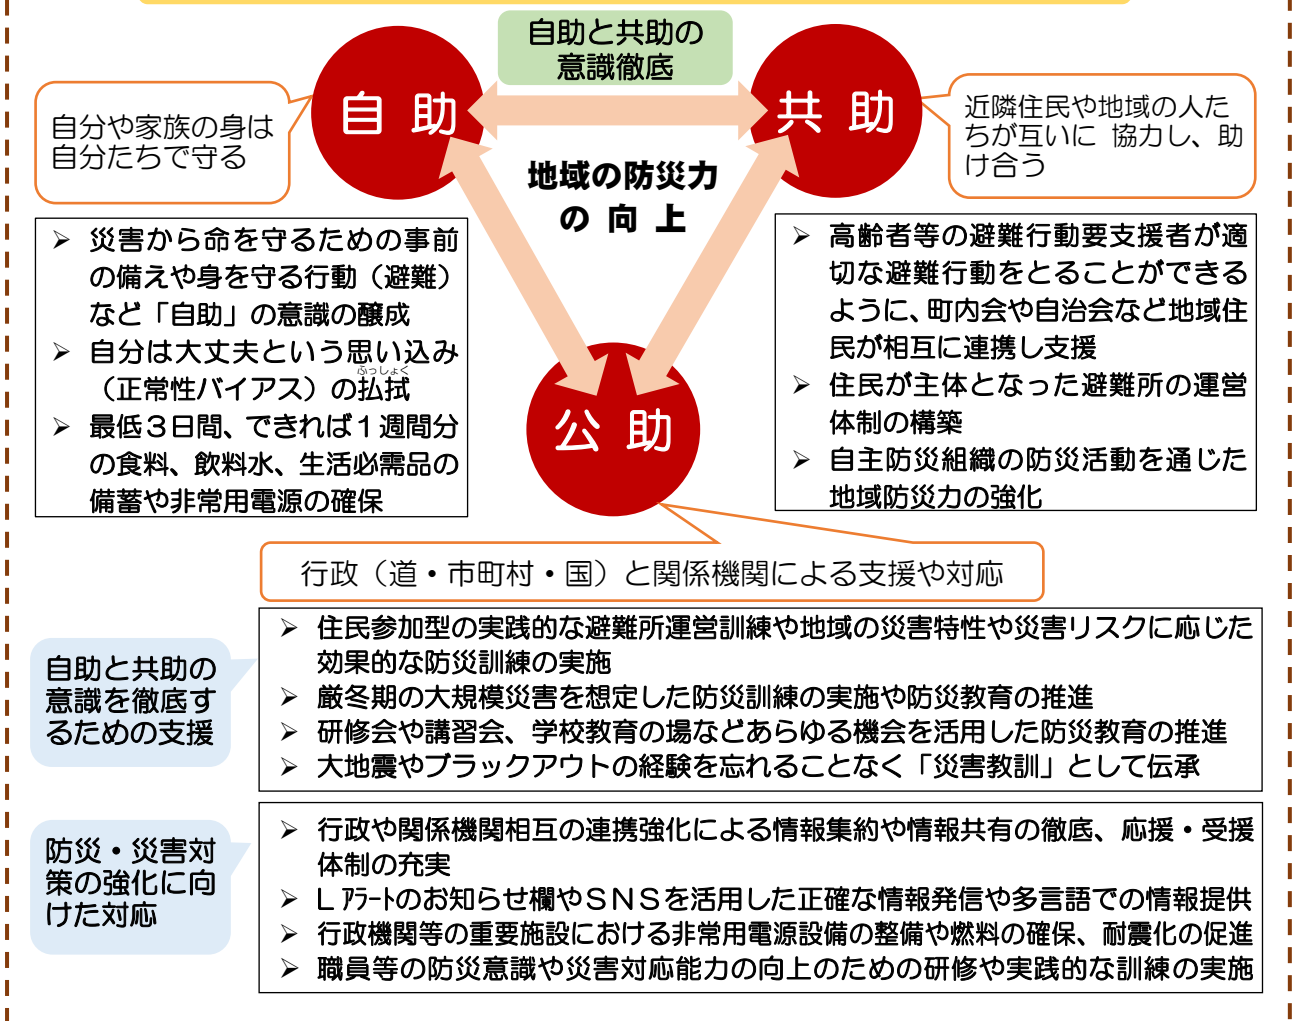 自助と共助の
意識徹底
自 助
共 助
自分や家族の身は
自分たちで守る
近隣住民や地域の人た
ちが互いに 協力し、助
け合う
地域の防災力
の 向 上
➢ 災害から命を守るための事前
の備えや身を守る行動（避難）
など「自助」の意識の醸成
➢ 自分は大丈夫という思い込み
ふっしょく
（正常性バイアス）の払拭
➢ 最低３日間、できれば１週間分
の食料、飲料水、生活必需品の
備蓄や非常用電源の確保
➢ 高齢者等の避難行動要支援者が適
切な避難行動をとることができる
ように、町内会や自治会など地域住
民が相互に連携し支援
➢ 住民が主体となった避難所の運営
体制の構築
➢ 自主防災組織の防災活動を通じた
地域防災力の強化
公 助
行政（道・市町村・国）と関係機関による支援や対応
自助と共助の
意識を徹底す
るための支援
➢ 住民参加型の実践的な避難所運営訓練や地域の災害特性や災害リスクに応じた
効果的な防災訓練の実施
➢ 厳冬期の大規模災害を想定した防災訓練の実施や防災教育の推進
➢ 研修会や講習会、学校教育の場などあらゆる機会を活用した防災教育の推進
➢ 大地震やブラックアウトの経験を忘れることなく「災害教訓」として伝承
防災・災害対
策の強化に向
けた対応
➢ 行政や関係機関相互の連携強化による情報集約や情報共有の徹底、応援・受援
体制の充実
➢ Ｌｱﾗｰﾄのお知らせ欄やＳＮＳを活用した正確な情報発信や多言語での情報提供
➢ 行政機関等の重要施設における非常用電源設備の整備や燃料の確保、耐震化の促進
➢ 職員等の防災意識や災害対応能力の向上のための研修や実践的な訓練の実施